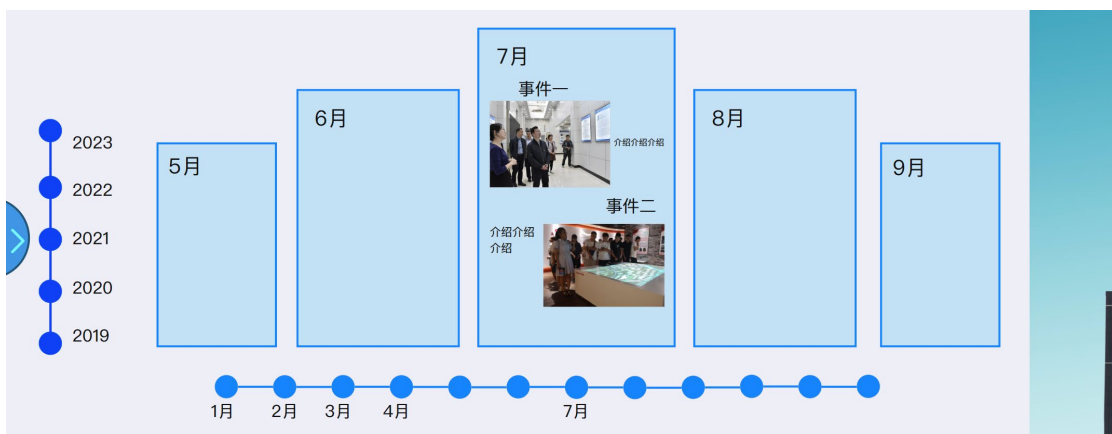 2023
2022
2021
2020
2019
5月
6月
7月
事件一
介绍介绍介绍
事件二
介绍介绍
介绍
8月
9月
1月
2月
3月
4月
7月